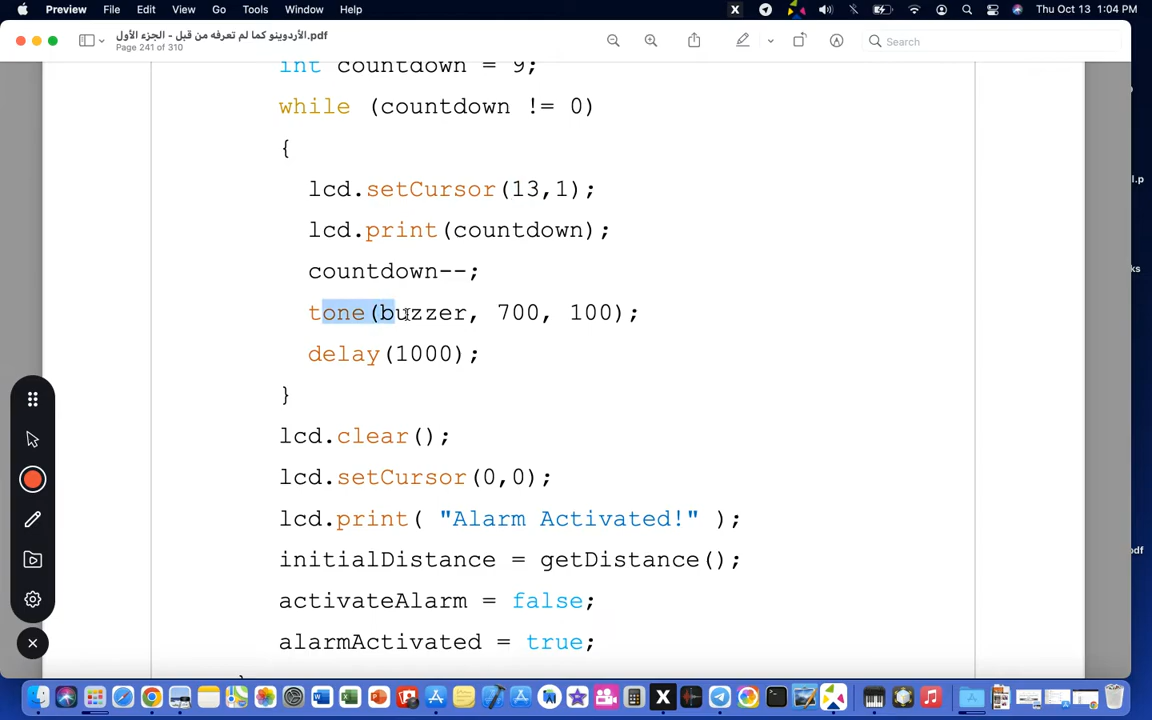 Preview File Edit View Go Tools Window Help
Thu Oct 13 1:04 PM
الأردوينو كما لم تعرفه من قبل - الجزء الأول.pdf
Page 241 of 310
Search
int countdown = 9;
while (countdown != 0)
{
lcd.setCursor(13,1);
lcd.print(countdown);
countdown--;
tone(buzzer, 700, 100);
delay(1000);
}
lcd.clear();
lcd.setCursor(0,0);
lcd.print( "Alarm Activated!" );
initialDistance = getDistance();
activateAlarm = false;
alarmActivated = true;